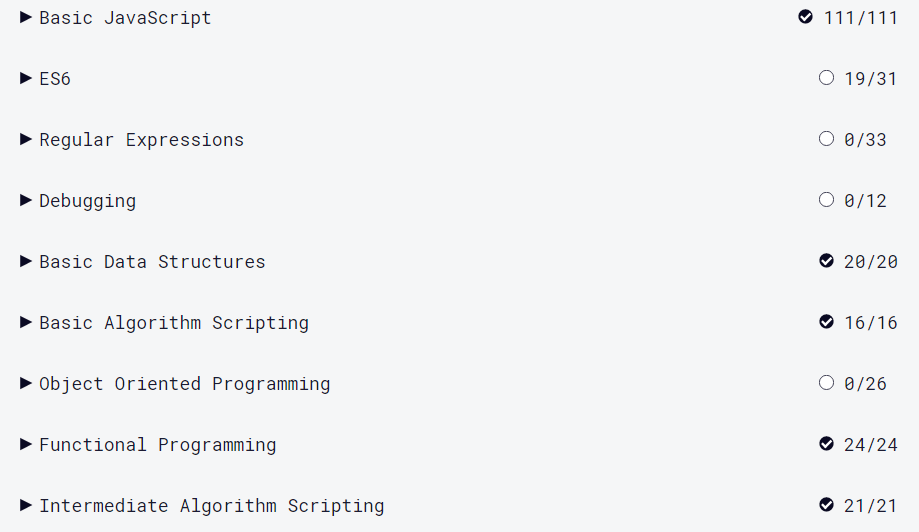 Basic JavaScript 111/111
ES6 19/31
Regular Expressions 0/33
Debugging 0/12
Basic Data Structures 20/20
Basic Algorithm Scripting 16/16
Object Oriented Programming 0/26
Functional Programming 24/24
Intermediate Algorithm Scripting 21/21